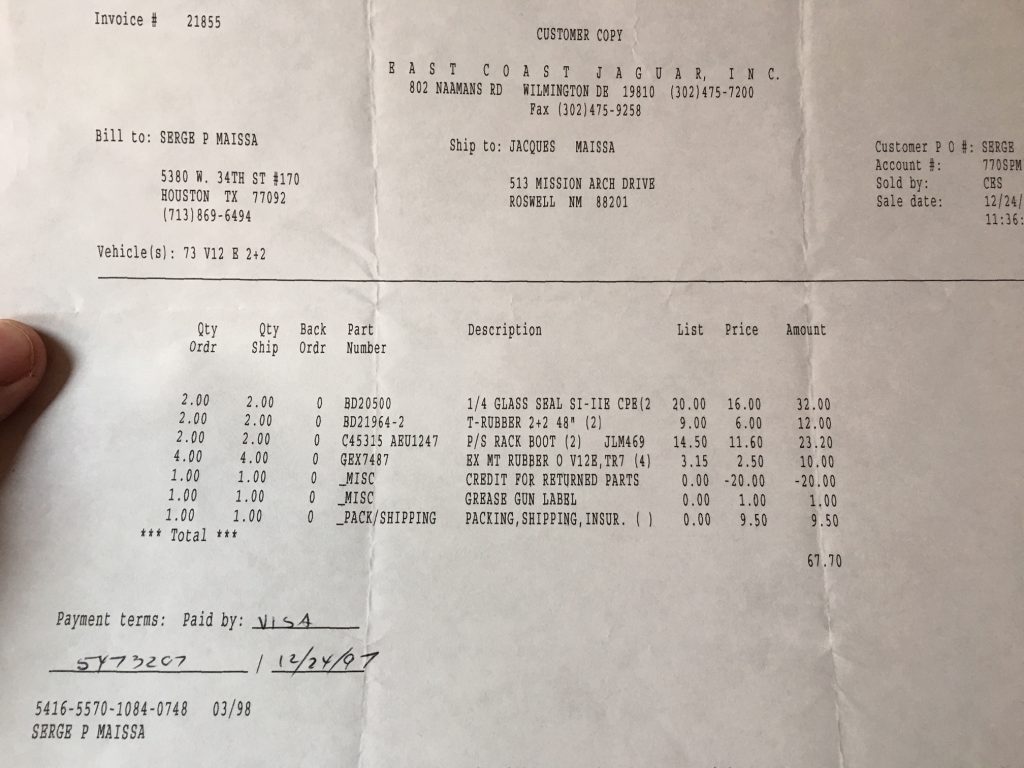 Invoice # 21855
CUSTOMER COPY
EAST COAST JAGUAR, INC.
802 NAAMANS RD WILMINGTON DE 19810 (302)475-7200
Fax (302)475-9258
Bill to: SERGE P MAISSA
5380 W. 34TH ST #170
HOUSTON TX 77092
(713)869-6494
Ship to: JACQUES MAISSA
513 MISSION ARCH DRIVE
ROSWELL NM 88201
Customer P O #: SERGE
Account #: 770SPM
Sold by: CES
Sale date: 12/24/
11:36:
Vehicle(s): 73 V12 E 2+2
Qty Qty Back Part Description List Price Amount
Ordr Ship Ordr Number
2.00 2.00 0 BD20500 1/4 GLASS SEAL SI-IIE CPE(2 20.00 16.00 32.00
2.00 2.00 0 BD21964-2 T-RUBBER 2+2 48" (2) 9.00 6.00 12.00
2.00 2.00 0 C45315 AEU1247 P/S RACK BOOT (2) JLM469 14.50 11.60 23.20
4.00 4.00 0 GEX7487 EX MT RUBBER O V12E,TR7 (4) 3.15 2.50 10.00
1.00 1.00 0 _MISC CREDIT FOR RETURNED PARTS 0.00 -20.00 -20.00
1.00 1.00 0 _MISC GREASE GUN LABEL 0.00 1.00 1.00
1.00 1.00 0 _PACK/SHIPPING PACKING,SHIPPING,INSUR. ( ) 0.00 9.50 9.50
*** Total ***
67.70
Payment terms: Paid by: VISA
5473207 / 12/24/97
5416-5570-1084-0748 03/98
SERGE P MAISSA